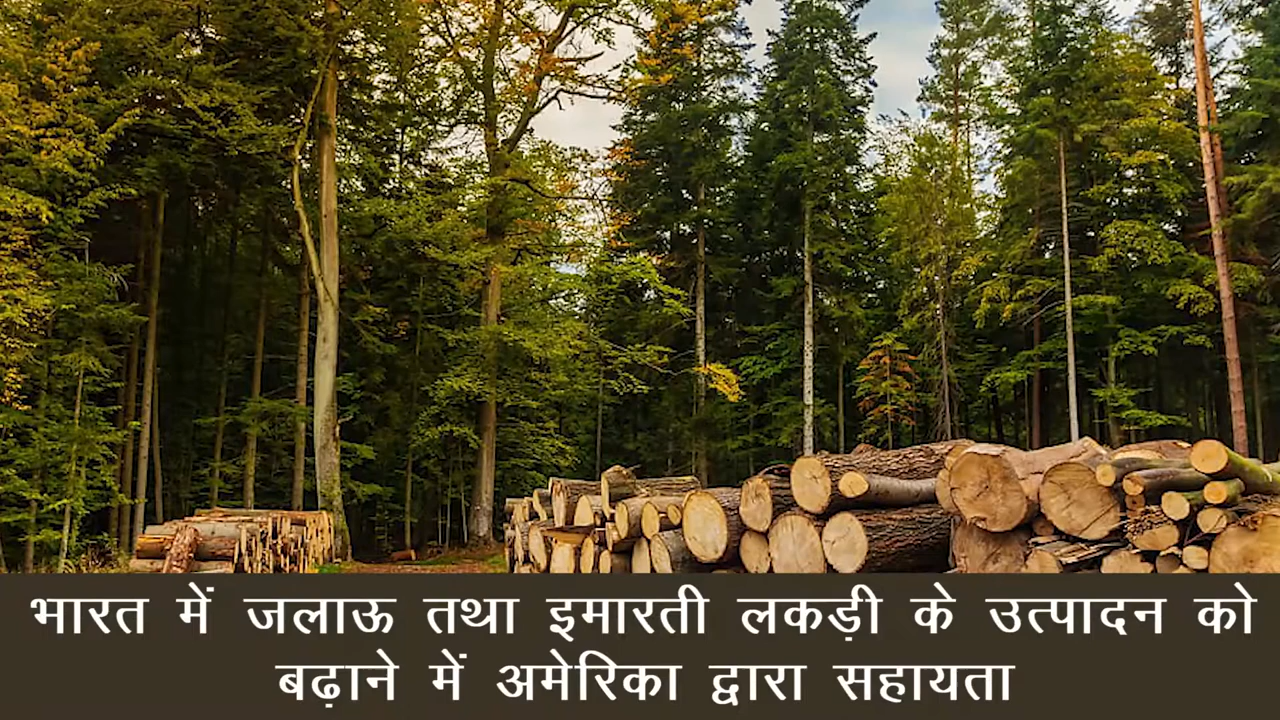 भारत में जलाऊ तथा इमारती लकड़ी के उत्पादन को
बढ़ाने में अमेरिका द्वारा सहायता